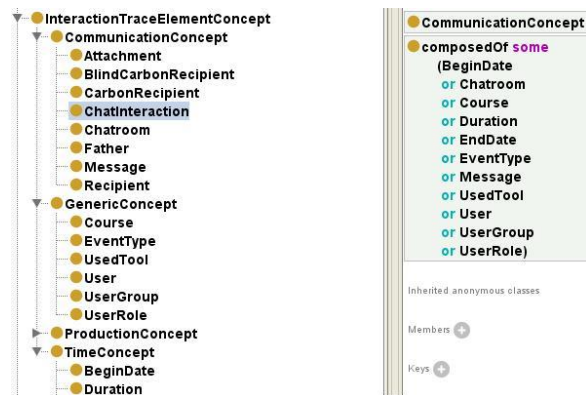 InteractionTraceElementConcept
CommunicationConcept
Attachment
BlindCarbonRecipient
CarbonRecipient
ChatInteraction
Chatroom
Father
Message
Recipient
GenericConcept
Course
EventType
UsedTool
User
UserGroup
UserRole
ProductionConcept
TimeConcept
BeginDate
Duration
CommunicationConcept
composedOf some
(BeginDate
or Chatroom
or Course
or Duration
or EndDate
or EventType
or Message
or UsedTool
or User
or UserGroup
or UserRole)
Inherited anonymous classes
Members
Keys